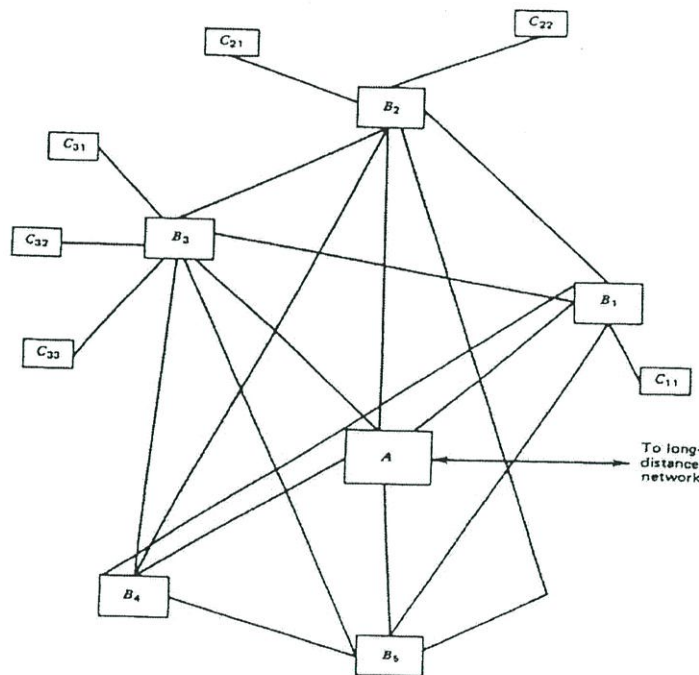 C22
C21
B2
C31
B3
C32
B1
C33
C11
A
To long-
distance
network
B4
B5